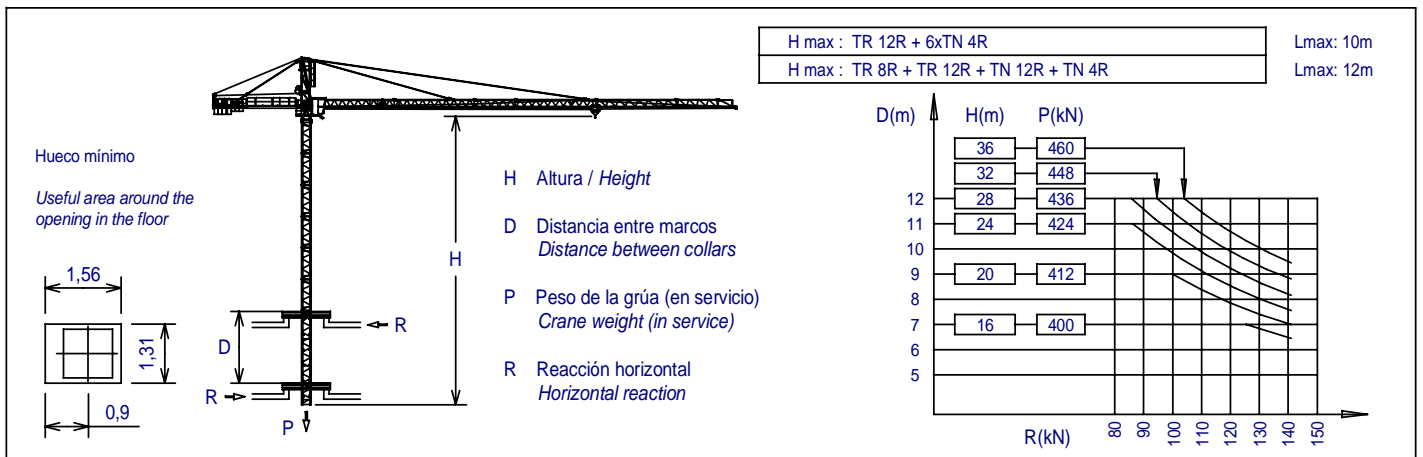 H max : TR 12R + 6xTN 4R
Lmax: 10m
H max : TR 8R + TR 12R + TN 12R + TN 4R
Lmax: 12m
Hueco mínimo
Useful area around the
opening in the floor
1,56
1,31
0,9
H
D
R
R
P
H Altura / Height
D Distancia entre marcos
Distance between collars
P Peso de la grúa (en servicio)
Crane weight (in service)
R Reacción horizontal
Horizontal reaction
D(m) H(m) P(kN)
36 460
32 448
12 28 436
11 24 424
10
9 20 412
8
7 16 400
6
5
R(kN) 80 90 100 110 120 130 140 150